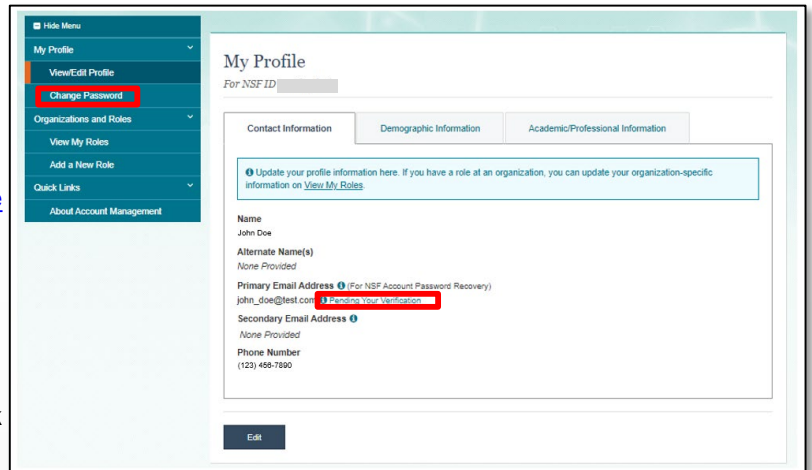 Hide Menu
My Profile
View/Edit Profile
Change Password
Organizations and Roles
View My Roles
Add a New Role
Quick Links
About Account Management
My Profile
For NSF ID
Contact Information
Demographic Information
Academic/Professional Information
Update your profile information here. If you have a role at an organization, you can update your organization-specific
information on View My Roles.
Name
John Doe
Alternate Name(s)
None Provided
Primary Email Address (For NSF Account Password Recovery)
john_doe@test.com Pending Your Verification
Secondary Email Address
None Provided
Phone Number
(123) 456-7890
Edit